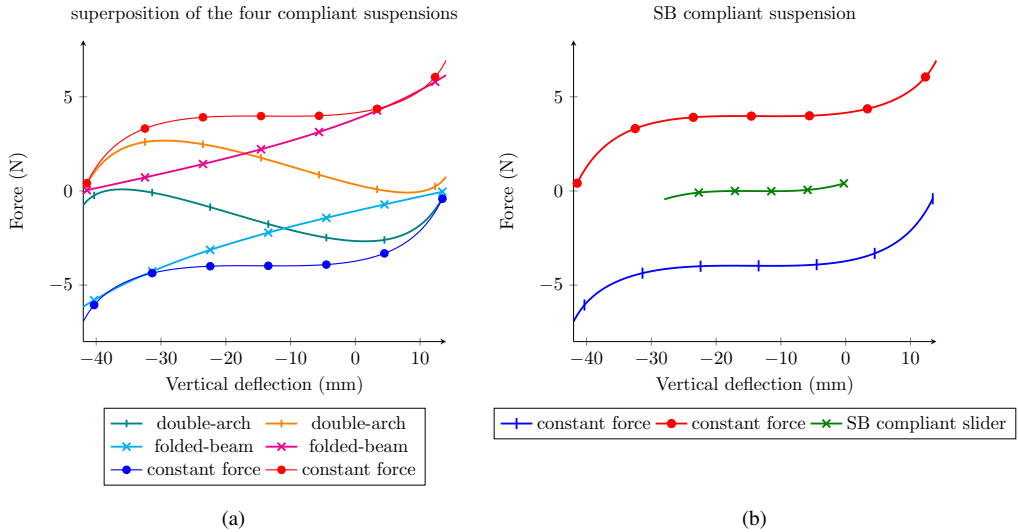 superposition of the four compliant suspensions
5
0
−5
Force (N)
−40 −30 −20 −10 0 10
Vertical deflection (mm)
double-arch double-arch
folded-beam folded-beam
constant force constant force
(a)
SB compliant suspension
5
0
−5
Force (N)
−40 −30 −20 −10 0 10
Vertical deflection (mm)
constant force constant force SB compliant slider
(b)